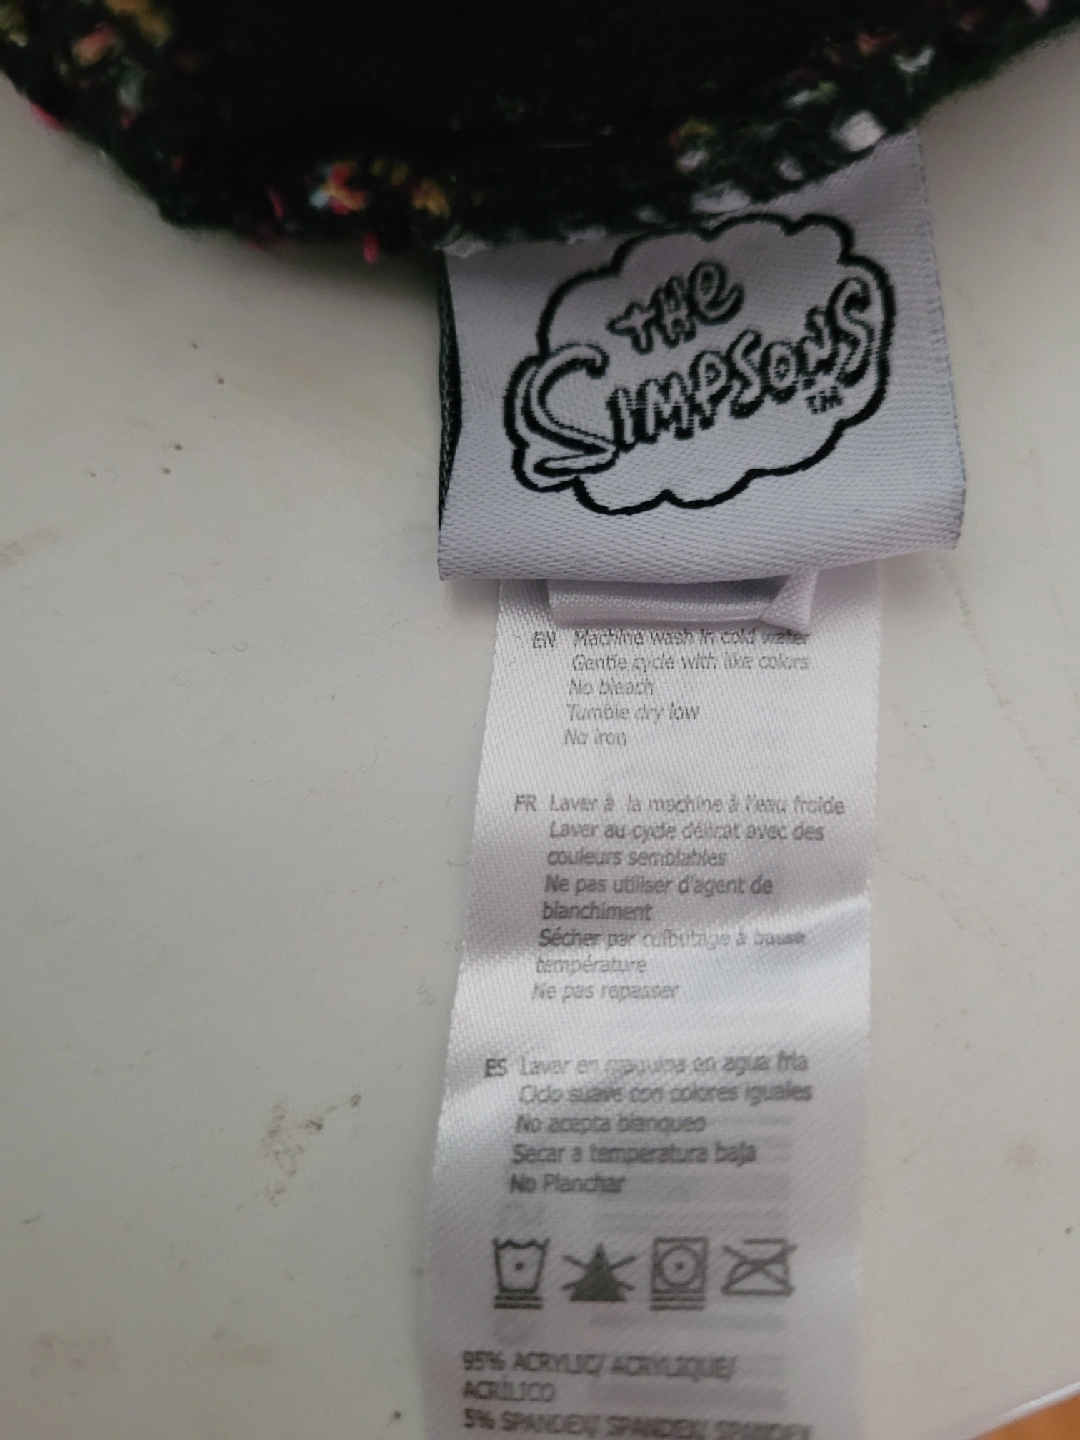 THE
SIMPSONS
TM
EN Machine wash in cold water
Gentle cycle with like colors
No bleach
Tumble dry low
No iron
FR Laver à la machine à l'eau froide
Laver au cycle délicat avec des
couleurs semblables
Ne pas utiliser d'agent de
blanchiment
Sécher par culbutage à basse
température
Ne pas repasser
ES Lavar en maquina en agua fria
Ciclo suave con colores iguales
No acepta blanqueo
Secar a temperatura baja
No Planchar
95% ACRYLIC/ ACRYLIQUE/
ACRÍLICO
5% SPANDEX/ SPANDEX/ SPANDEX